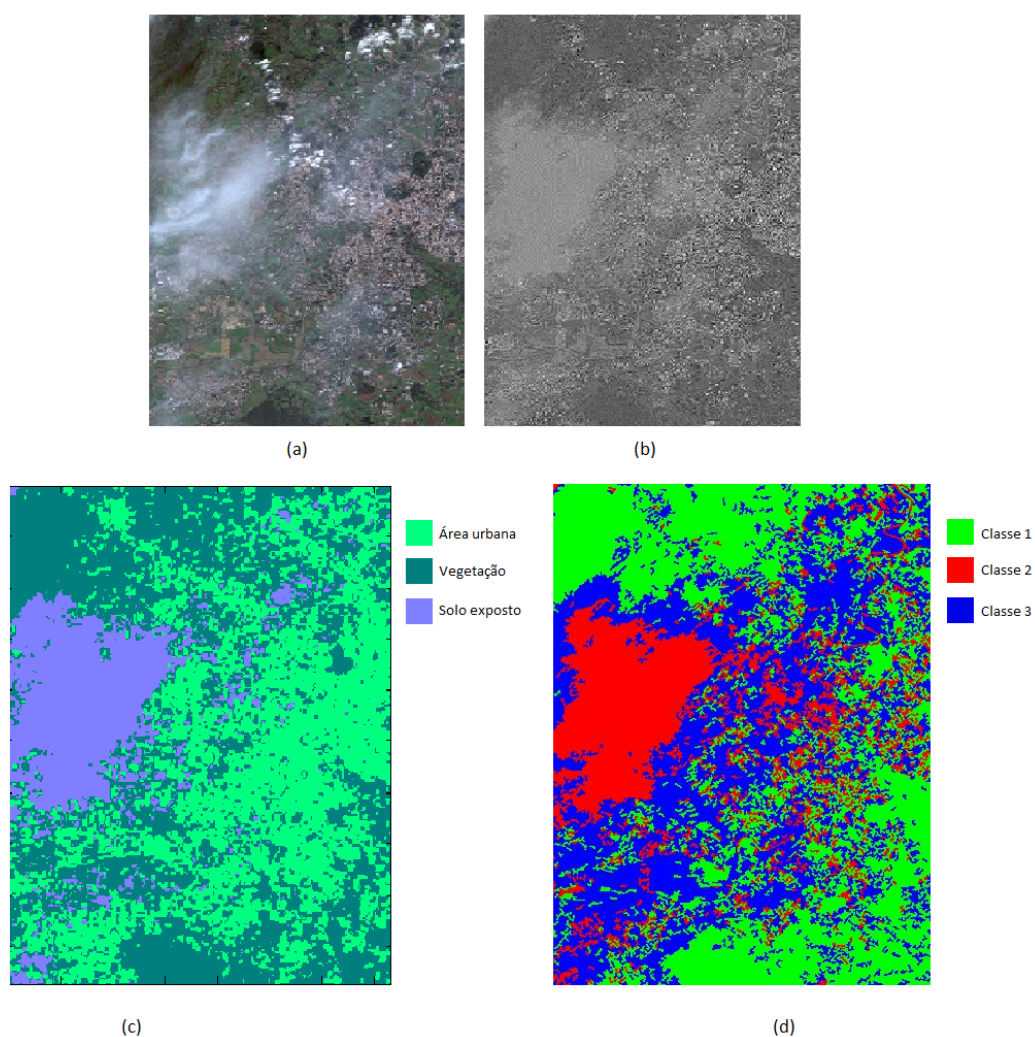 (a)
(b)
Área urbana
Vegetação
Solo exposto
Classe 1
Classe 2
Classe 3
(c)
(d)